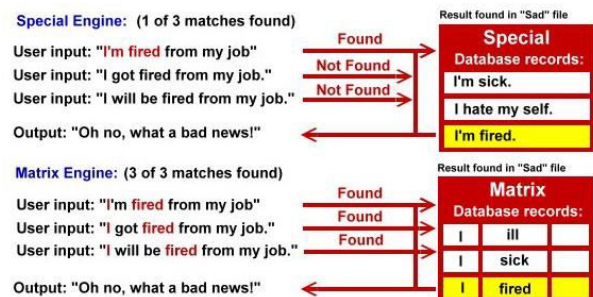 Special Engine: (1 of 3 matches found)
Result found in "Sad" file
User input: "I'm fired from my job"
Found
User input: "I got fired from my job."
Not Found
User input: "I will be fired from my job."
Not Found
Output: "Oh no, what a bad news!"
Special
Database records:
I'm sick.
I hate my self.
I'm fired.
Matrix Engine: (3 of 3 matches found)
Result found in "Sad" file
User input: "I'm fired from my job"
Found
User input: "I got fired from my job."
Found
User input: "I will be fired from my job."
Found
Output: "Oh no, what a bad news!"
Matrix
Database records:
I ill
I sick
I fired